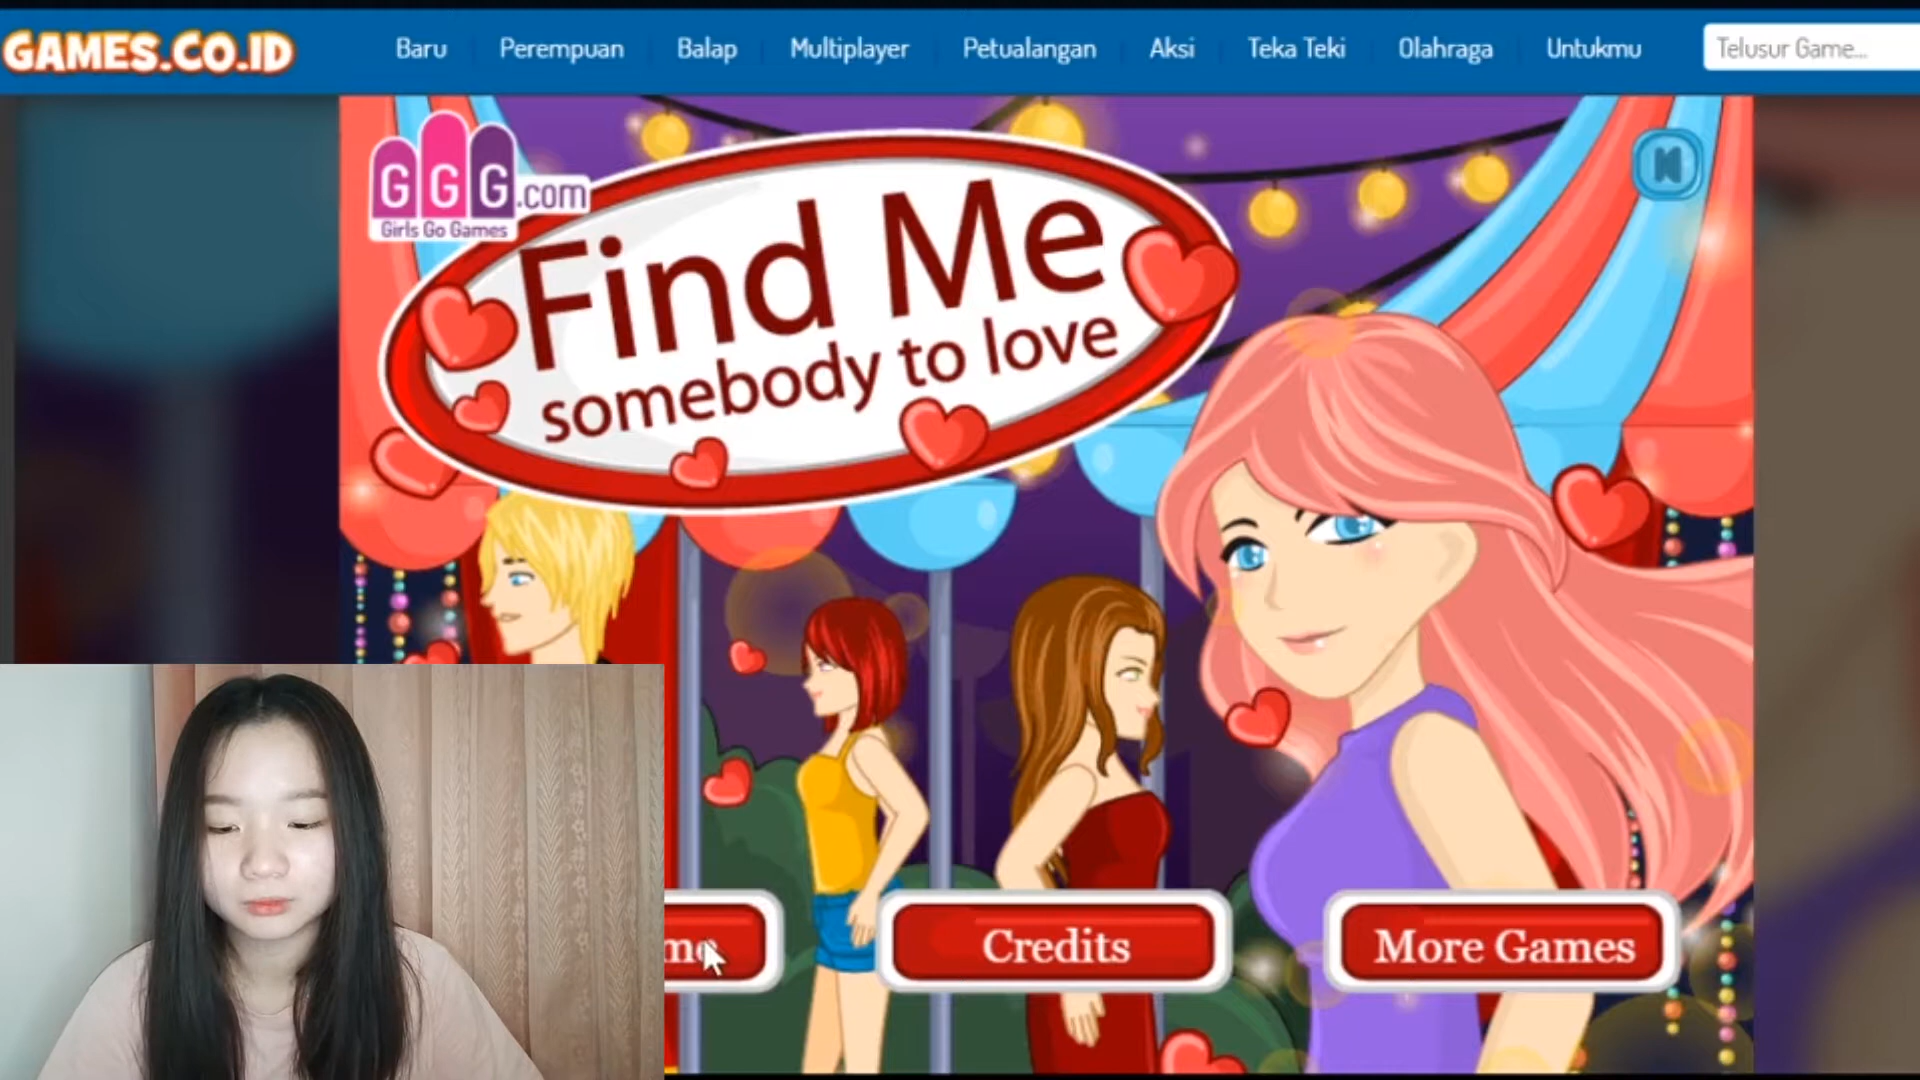 GAMES.CO.ID
Baru
Perempuan
Balap
Multiplayer
Petualangan
Aksi
Teka Teki
Olahraga
Untukmu
Telusur Game...
GGG.com
Girls Go Games
Find Me
somebody to love
Credits
More Games